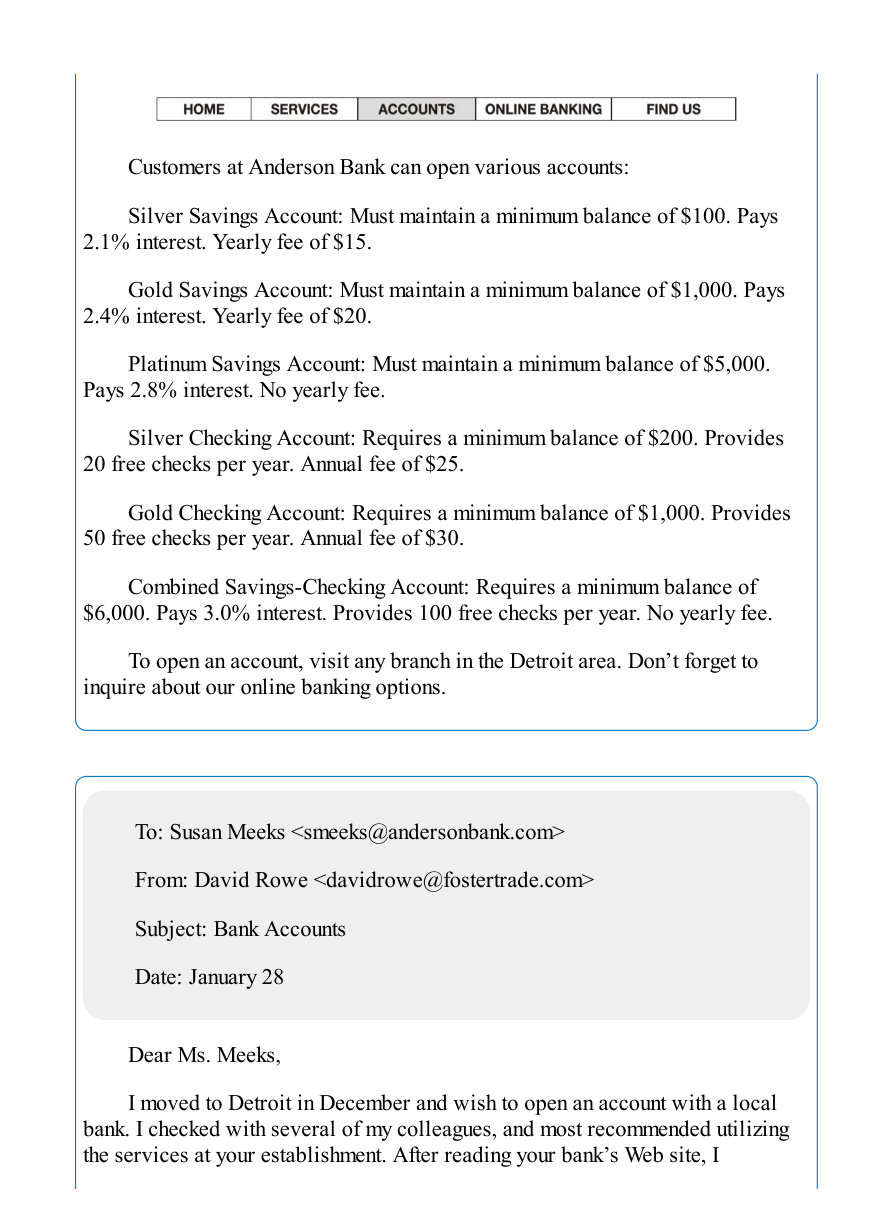 HOME SERVICES ACCOUNTS ONLINE BANKING FIND US
Customers at Anderson Bank can open various accounts:
Silver Savings Account: Must maintain a minimum balance of $100. Pays
2.1% interest. Yearly fee of $15.
Gold Savings Account: Must maintain a minimum balance of $1,000. Pays
2.4% interest. Yearly fee of $20.
Platinum Savings Account: Must maintain a minimum balance of $5,000.
Pays 2.8% interest. No yearly fee.
Silver Checking Account: Requires a minimum balance of $200. Provides
20 free checks per year. Annual fee of $25.
Gold Checking Account: Requires a minimum balance of $1,000. Provides
50 free checks per year. Annual fee of $30.
Combined Savings-Checking Account: Requires a minimum balance of
$6,000. Pays 3.0% interest. Provides 100 free checks per year. No yearly fee.
To open an account, visit any branch in the Detroit area. Don’t forget to
inquire about our online banking options.
To: Susan Meeks <smeeks@andersonbank.com>
From: David Rowe <davidrowe@fostertrade.com>
Subject: Bank Accounts
Date: January 28
Dear Ms. Meeks,
I moved to Detroit in December and wish to open an account with a local
bank. I checked with several of my colleagues, and most recommended utilizing
the services at your establishment. After reading your bank’s Web site, I